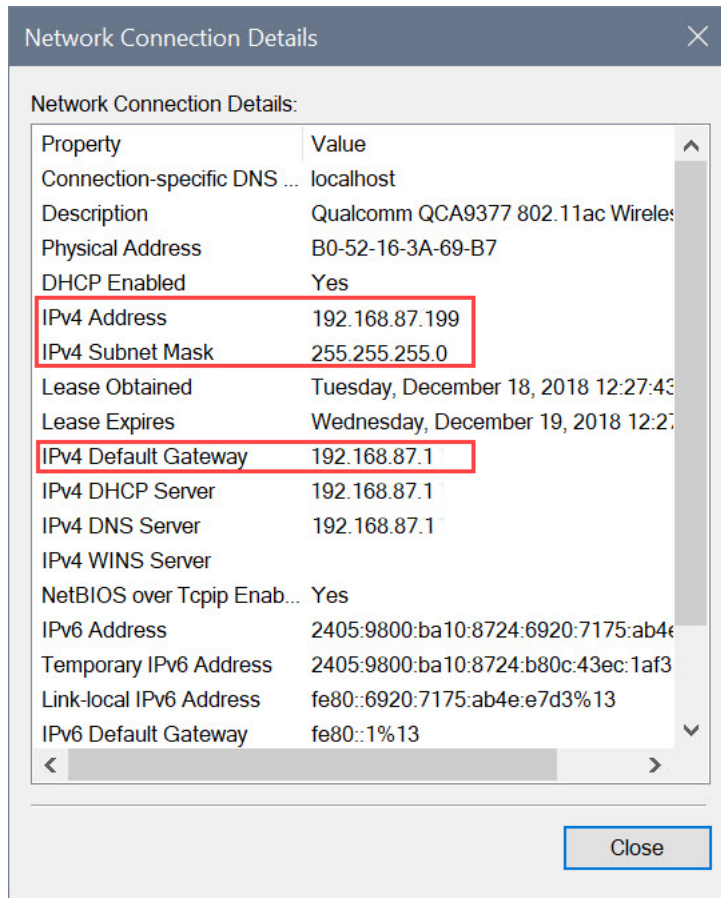 Network Connection Details
Network Connection Details:
Property Value
Connection-specific DNS ... localhost
Description Qualcomm QCA9377 802.11ac Wireles
Physical Address B0-52-16-3A-69-B7
DHCP Enabled Yes
IPv4 Address 192.168.87.199
IPv4 Subnet Mask 255.255.255.0
Lease Obtained Tuesday, December 18, 2018 12:27:43
Lease Expires Wednesday, December 19, 2018 12:27
IPv4 Default Gateway 192.168.87.1
IPv4 DHCP Server 192.168.87.1
IPv4 DNS Server 192.168.87.1
IPv4 WINS Server
NetBIOS over Tcpip Enab... Yes
IPv6 Address 2405:9800:ba10:8724:6920:7175:ab4e
Temporary IPv6 Address 2405:9800:ba10:8724:b80c:43ec:1af3
Link-local IPv6 Address fe80::6920:7175:ab4e:e7d3%13
IPv6 Default Gateway fe80::1%13
Close